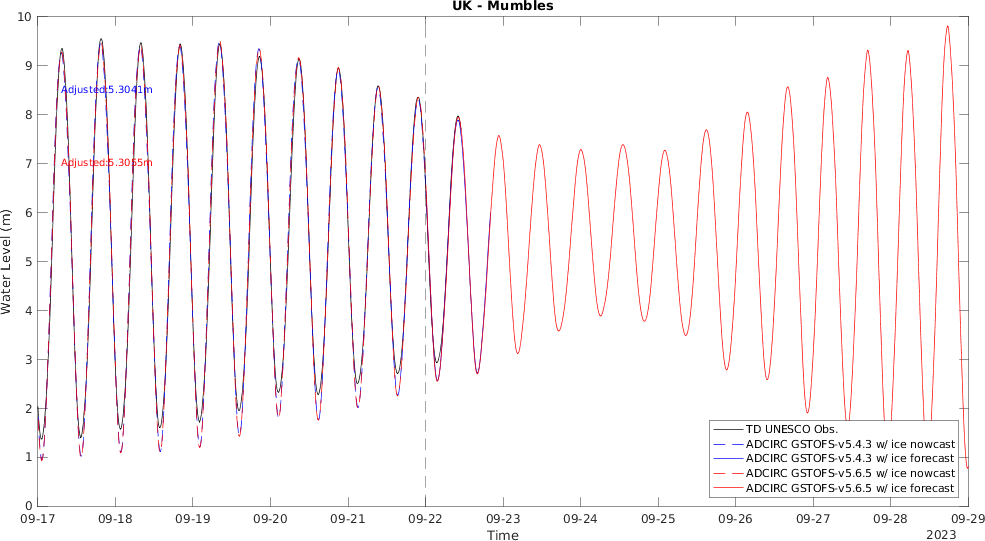 UK - Mumbles
10
9
8
7
6
5
4
3
2
1
0
Water Level (m)
Adjusted:5.3041m
Adjusted:5.3055m
TD UNESCO Obs.
ADCIRC GSTOFS-v5.4.3 w/ ice nowcast
ADCIRC GSTOFS-v5.4.3 w/ ice forecast
ADCIRC GSTOFS-v5.6.5 w/ ice nowcast
ADCIRC GSTOFS-v5.6.5 w/ ice forecast
09-17 09-18 09-19 09-20 09-21 09-22 09-23 09-24 09-25 09-26 09-27 09-28 09-29
Time
2023